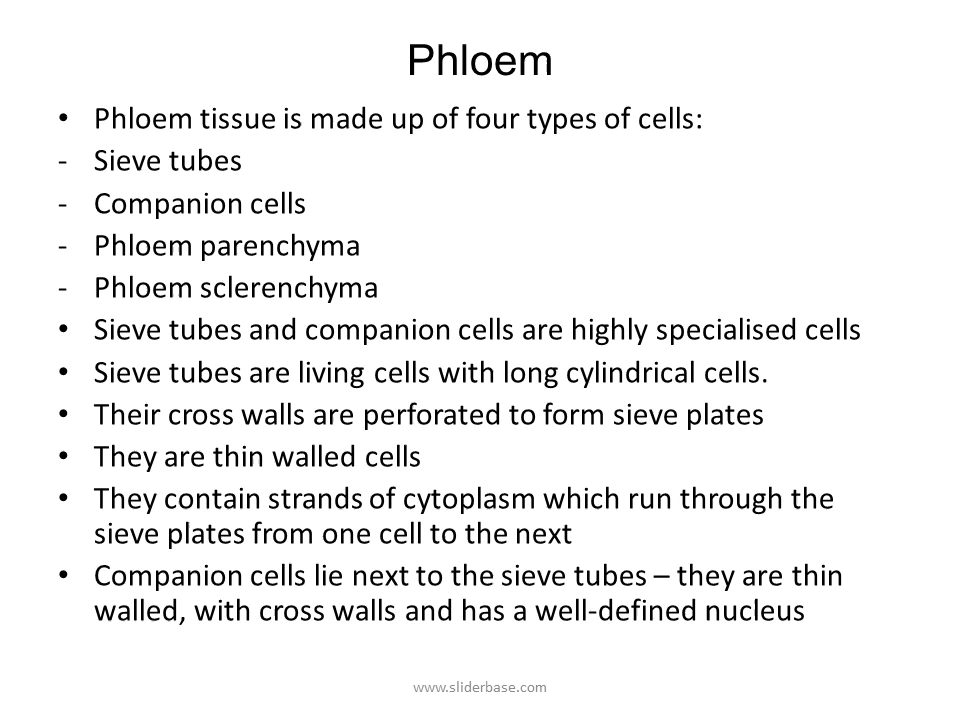 Phloem
• Phloem tissue is made up of four types of cells:
- Sieve tubes
- Companion cells
- Phloem parenchyma
- Phloem sclerenchyma
• Sieve tubes and companion cells are highly specialised cells
• Sieve tubes are living cells with long cylindrical cells.
• Their cross walls are perforated to form sieve plates
• They are thin walled cells
• They contain strands of cytoplasm which run through the
sieve plates from one cell to the next
• Companion cells lie next to the sieve tubes – they are thin
walled, with cross walls and has a well-defined nucleus
www.sliderbase.com